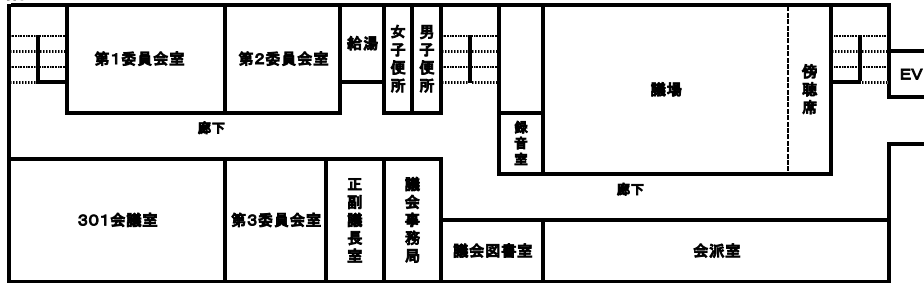 第1委員会室
第2委員会室
給湯
女子便所
男子便所
議場
傍聴席
EV
廊下
録音室
廊下
301会議室
第3委員会室
正副議長室
議会事務局
議会図書室
会派室